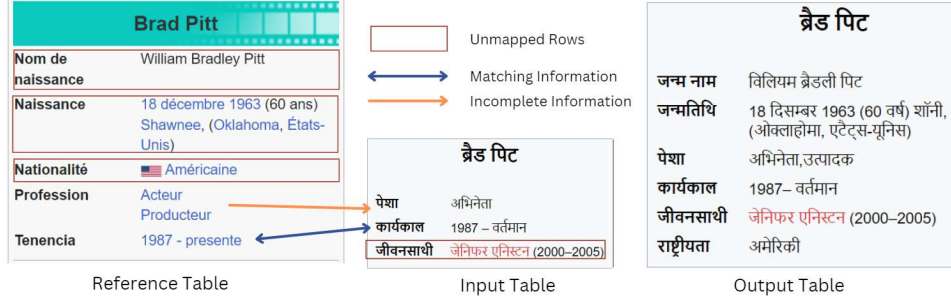 Brad Pitt
Nom de naissance William Bradley Pitt
Naissance 18 décembre 1963 (60 ans)
Shawnee, (Oklahoma, États-
Unis)
Nationalité Américaine
Profession Acteur
Producteur
Tenencia 1987 - presente
Reference Table
Unmapped Rows
Matching Information
Incomplete Information
ब्रैड पिट
पेशा अभिनेता
कार्यकाल 1987 – वर्तमान
जीवनसाथी जेनिफर एनिस्टन (2000–2005)
Input Table
ब्रैड पिट
जन्म नाम विलियम ब्रैडली पिट
जन्मतिथि 18 दिसम्बर 1963 (60 वर्ष) शॉनी,
(ओक्लाहोमा, एटैट्स-यूनिस)
पेशा अभिनेता,उत्पादक
कार्यकाल 1987– वर्तमान
जीवनसाथी जेनिफर एनिस्टन (2000–2005)
राष्ट्रीयता अमेरिकी
Output Table